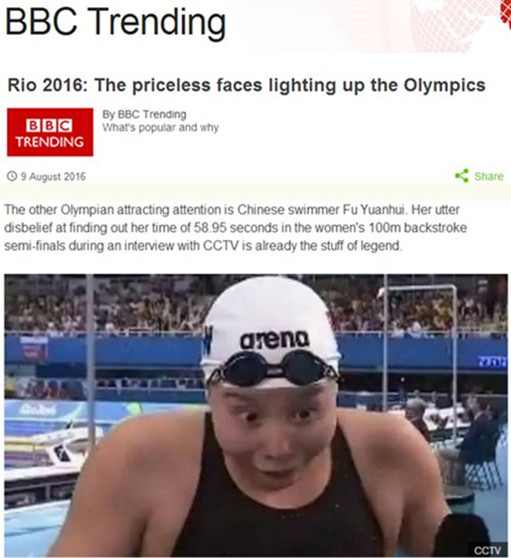 BBC Trending
Rio 2016: The priceless faces lighting up the Olympics
BBC
TRENDING
By BBC Trending
What's popular and why
9 August 2016
Share
The other Olympian attracting attention is Chinese swimmer Fu Yuanhui. Her utter
disbelief at finding out her time of 58.95 seconds in the women's 100m backstroke
semi-finals during an interview with CCTV is already the stuff of legend.
arena
CCTV